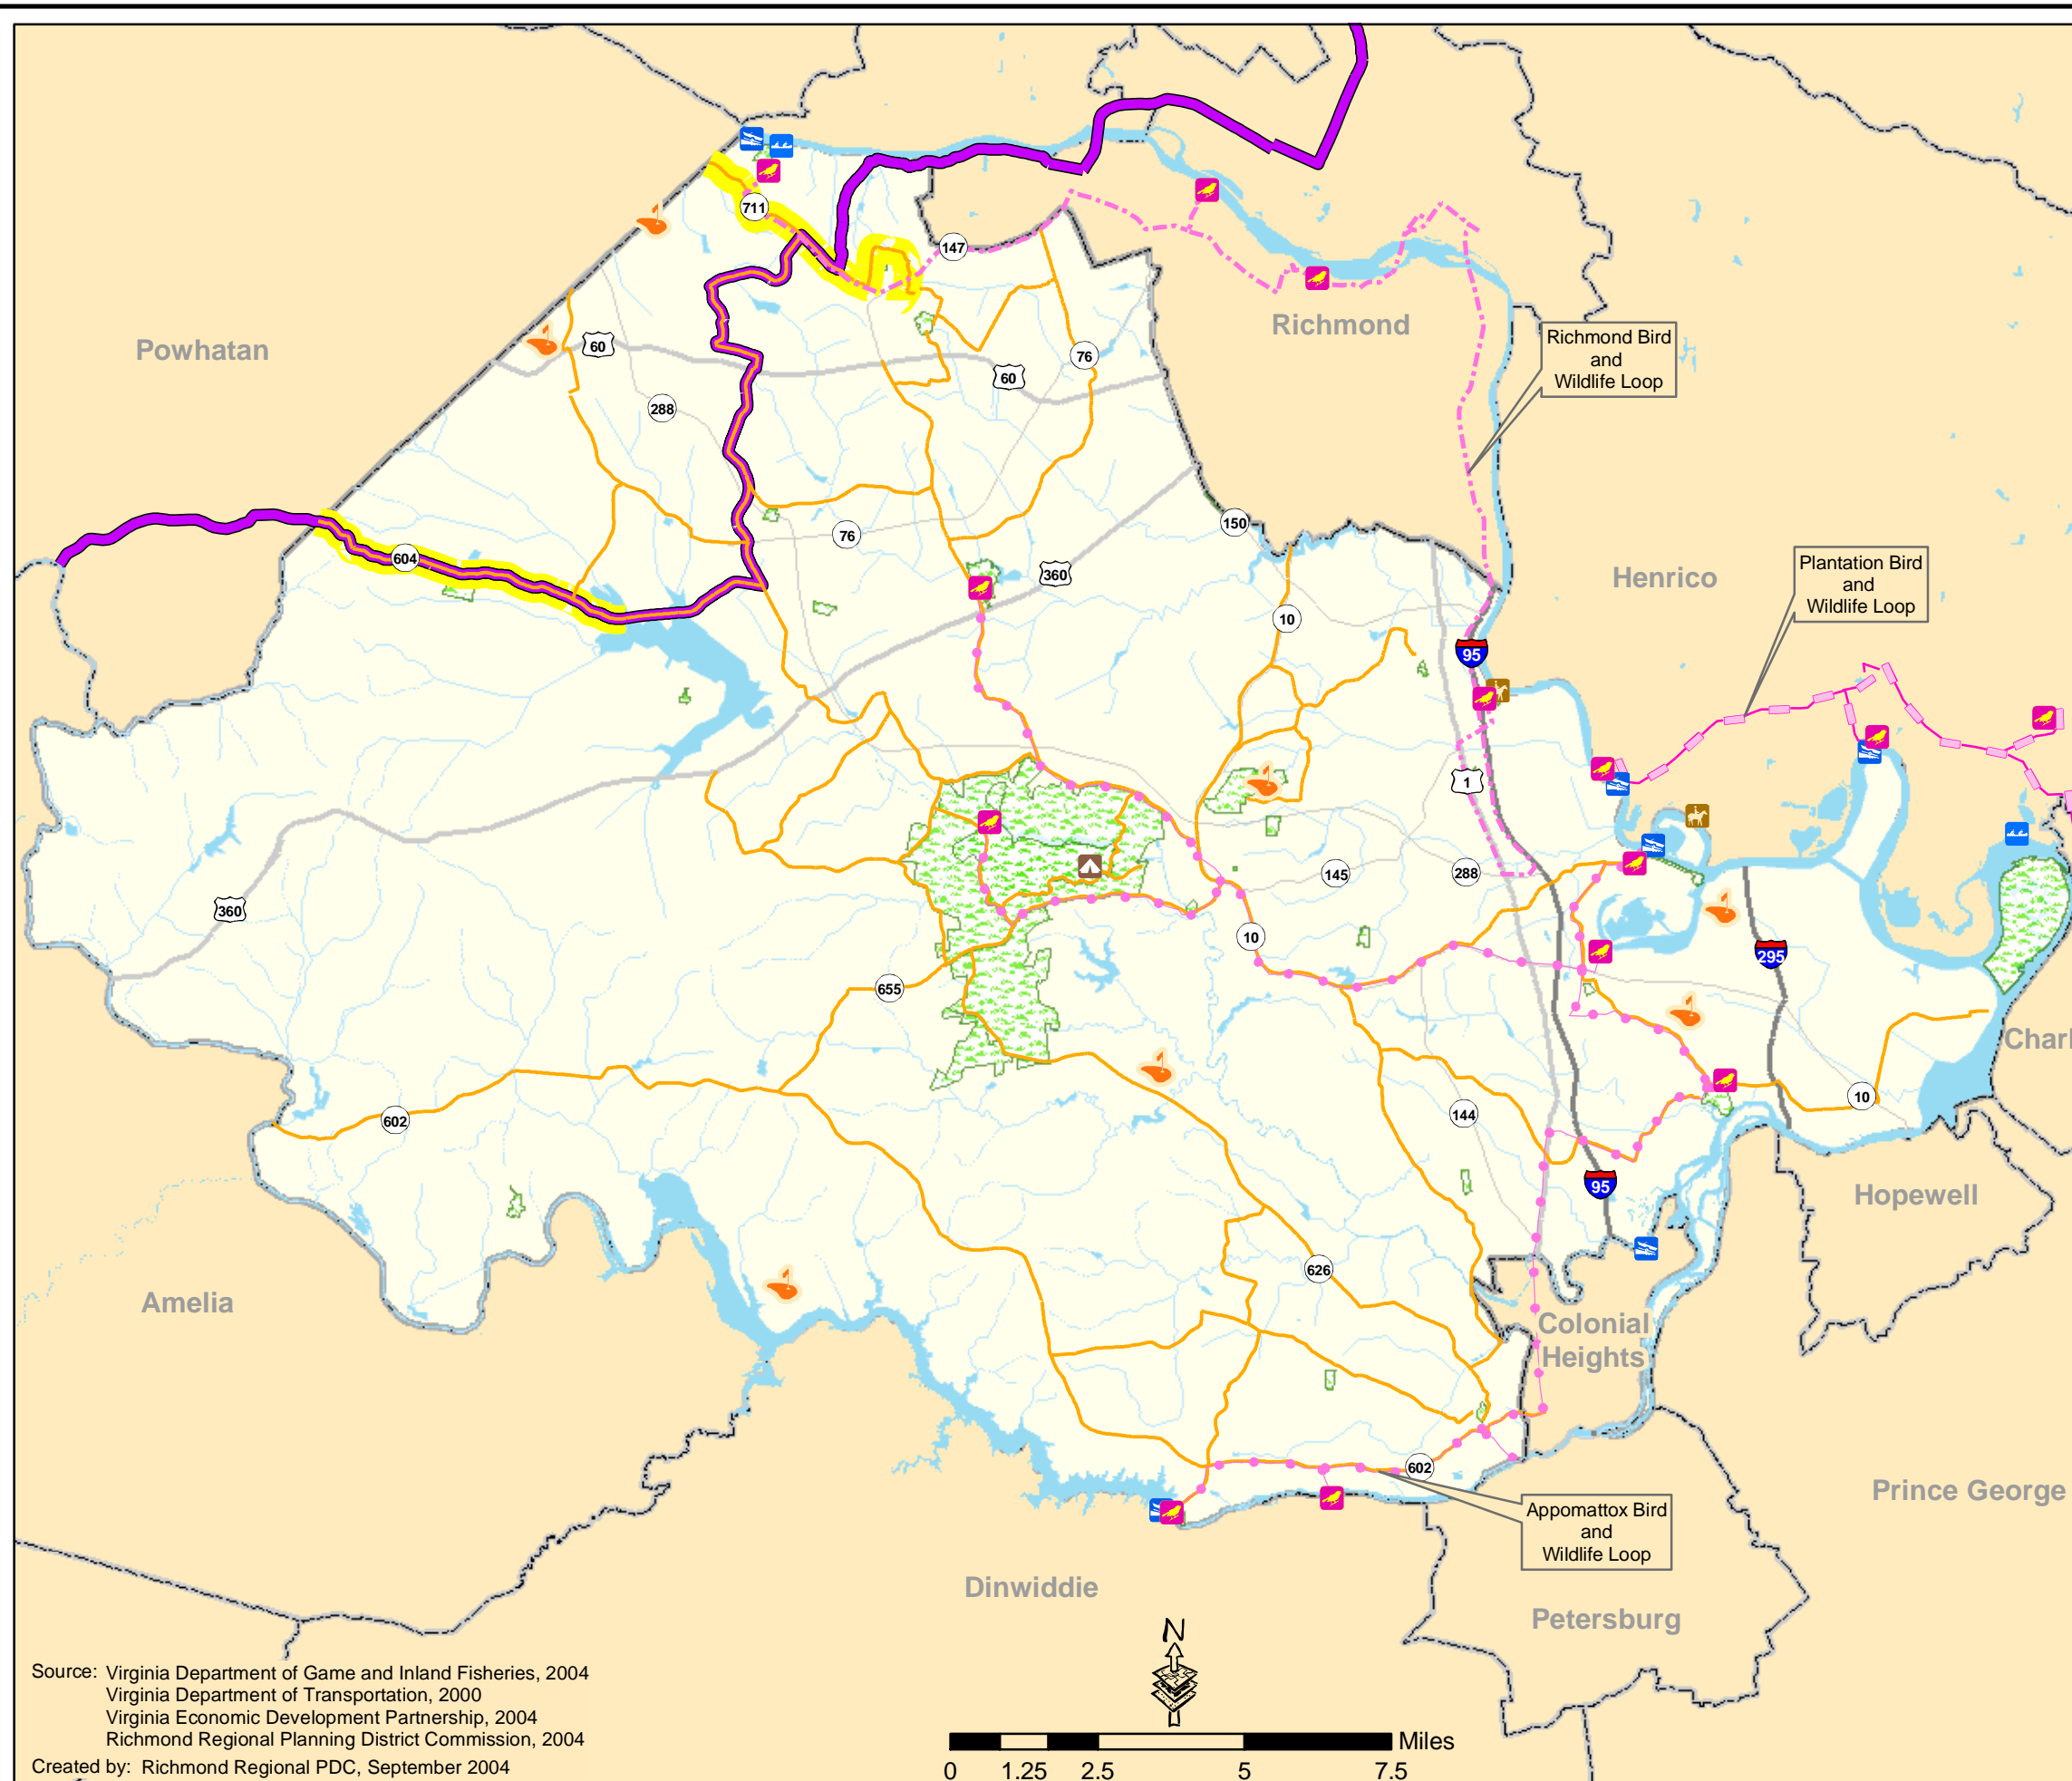 711
147
Powhatan
Richmond
60
76
60
Richmond Bird
and
Wildlife Loop
288
150
76
604
360
Henrico
Plantation Bird
and
Wildlife Loop
10
95
1
145
288
360
10
295
655
Charl
602
144
10
95
Hopewell
626
Amelia
Colonial
Heights
602
Prince George
Appomattox Bird
and
Wildlife Loop
Dinwiddie
Petersburg
N
Source: Virginia Department of Game and Inland Fisheries, 2004
Virginia Department of Transportation, 2000
Virginia Economic Development Partnership, 2004
Richmond Regional Planning District Commission, 2004
Created by: Richmond Regional PDC, September 2004
Miles
0 1.25 2.5 5 7.5